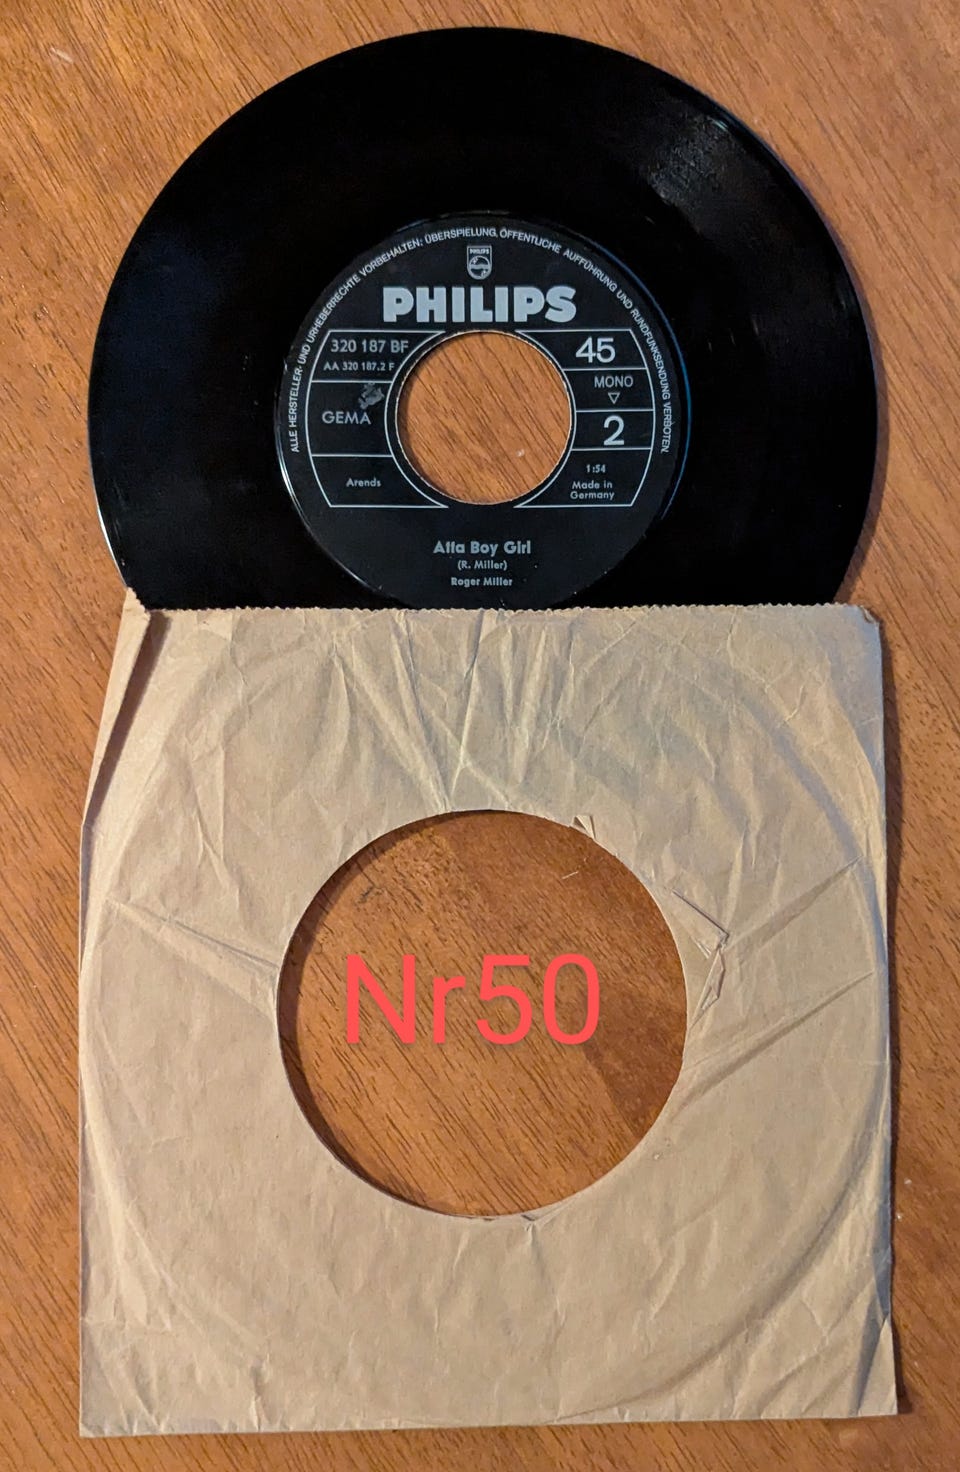 ALLE HERSTELLER- UND URHEBERRECHTE VORBEHALTEN: ÜBERSPIELUNG, ÖFFENTLICHE AUFFÜHRUNG UND RUNDFUNKSENDUNG VERBOTEN.
PHILIPS
PHILIPS
320 187 BF
AA 320 187.2 F
GEMA
Arends
45
MONO
2
1:54
Made in
Germany
Atta Boy Girl
(R. Miller)
Roger Miller
Nr50